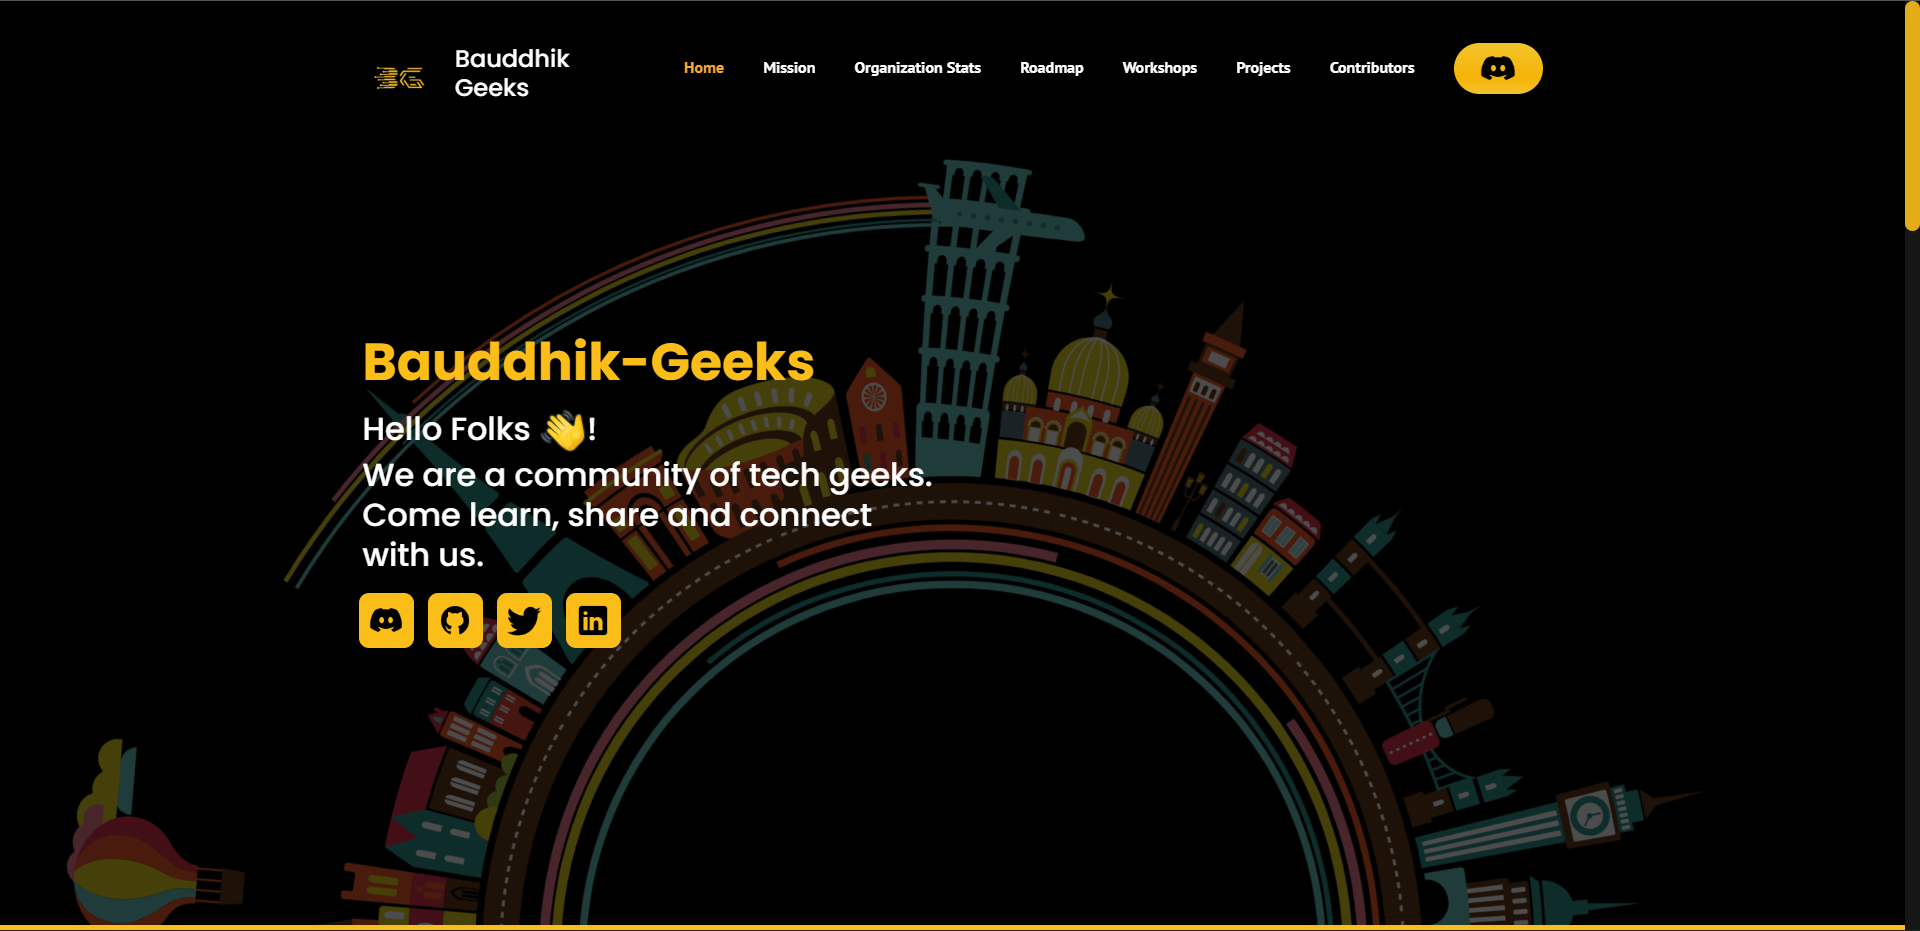 Bauddhik
Geeks
Home Mission Organization Stats Roadmap Workshops Projects Contributors
Bauddhik-Geeks
Hello Folks 👋!
We are a community of tech geeks.
Come learn, share and connect
with us.
in